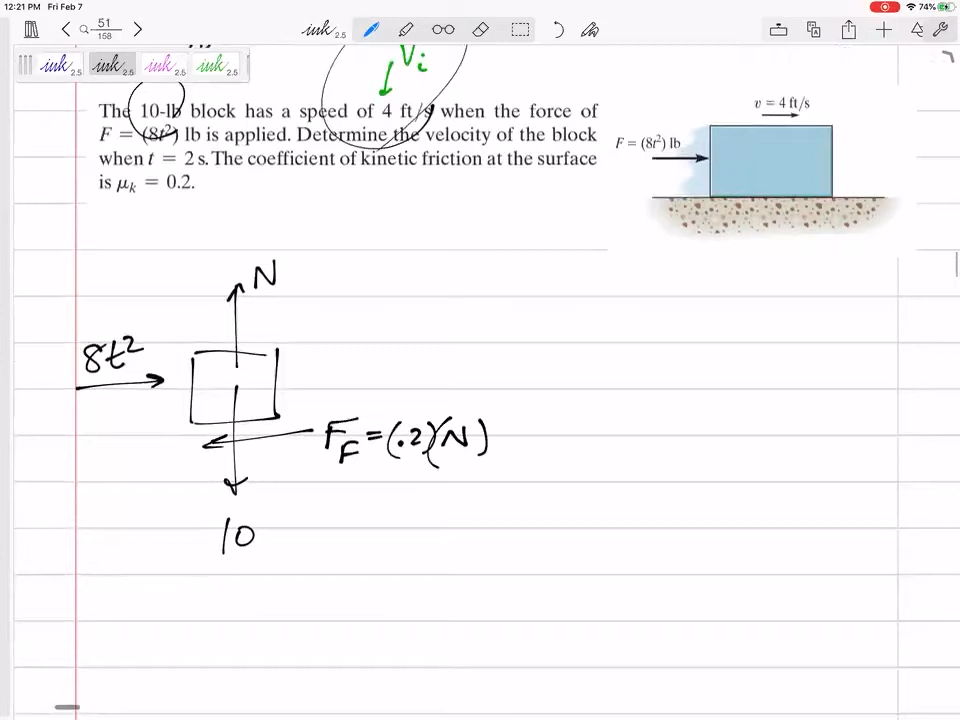 12:21 PM Fri Feb 7
74%
51
158
ink 2.5
ink 2.5
ink 2.5
ink 2.5
ink 2.5
Vi
The 10-lb block has a speed of 4 ft/s when the force of
F = (8t²) lb is applied. Determine the velocity of the block
when t = 2 s. The coefficient of kinetic friction at the surface
is μk = 0.2.
v = 4 ft/s
F = (8t²) lb
N
8t²
FF = (.2)(N)
10